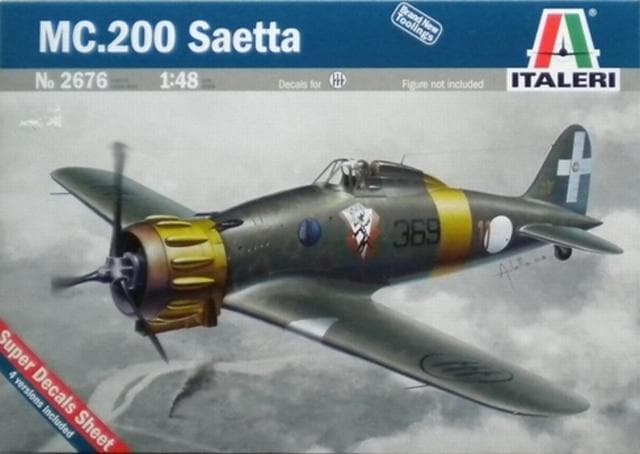 MC.200 Saetta
Brand New
Toolings
ITALERI
No 2676
1:48
Decals for
Figure not included
369
Super Decals Sheet
4 versions included